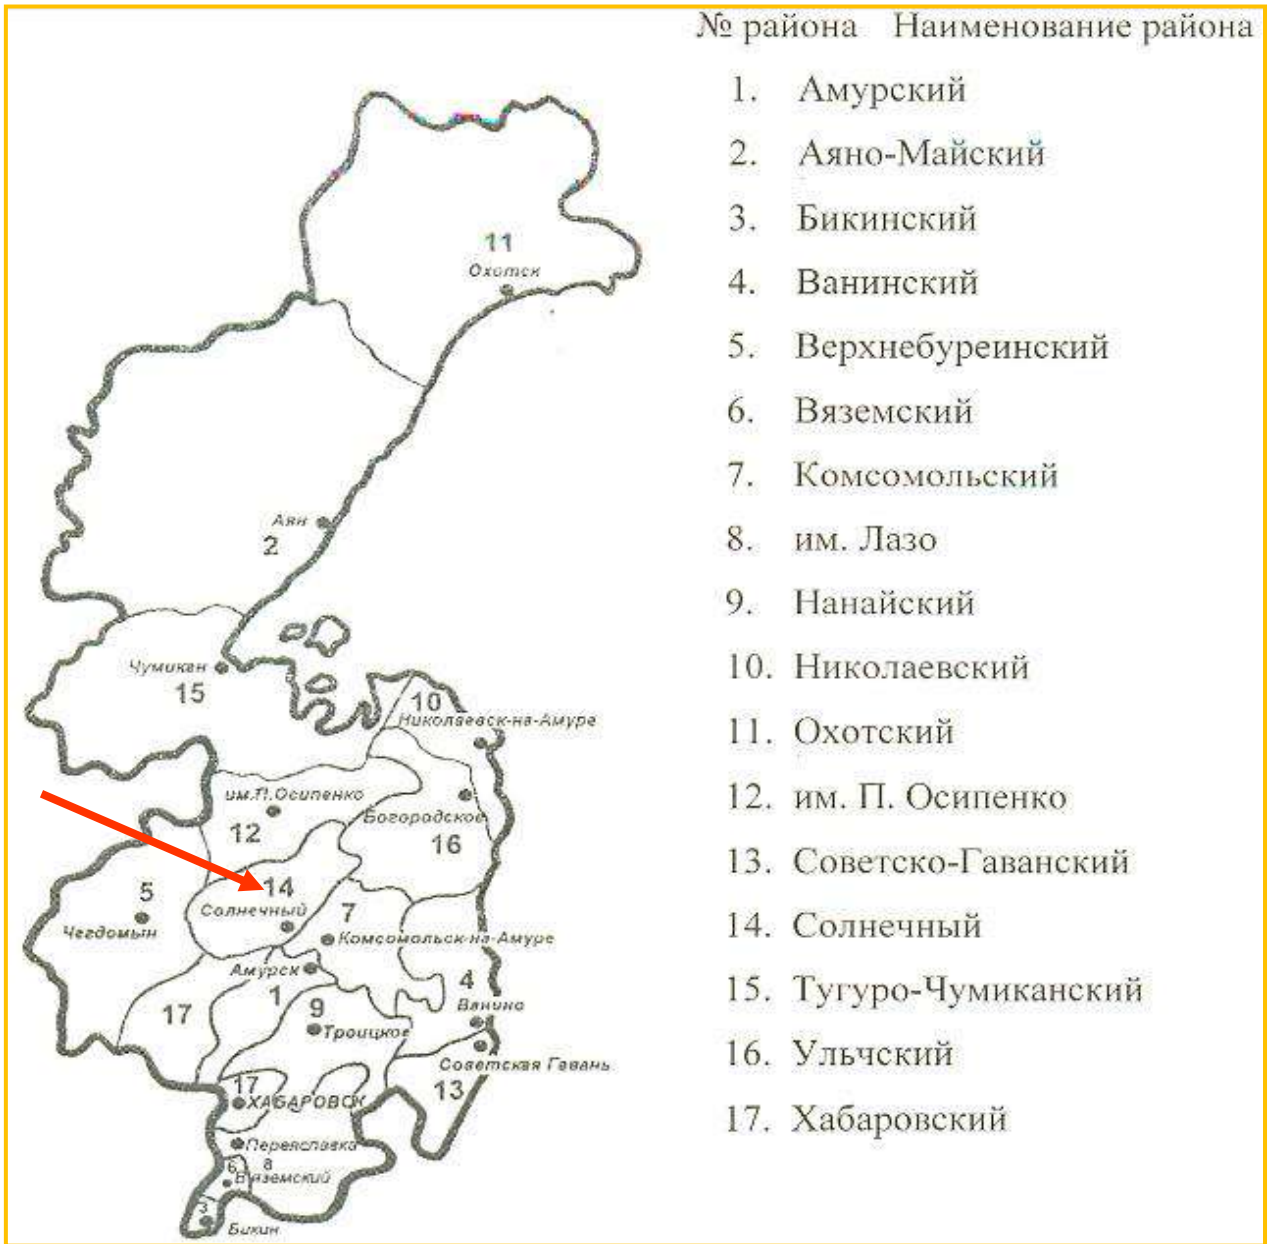 № района Наименование района
1. Амурский
2. Аяно-Майский
3. Бикинский
4. Ванинский
5. Верхнебуреинский
6. Вяземский
7. Комсомольский
8. им. Лазо
9. Нанайский
10. Николаевский
11. Охотский
12. им. П. Осипенко
13. Советско-Гаванский
14. Солнечный
15. Тугуро-Чумиканский
16. Ульчский
17. Хабаровский
11
Охотск
Аян
2
Чумикан
15
10
Николаевск-на-Амуре
им.П.Осипенко
12
Богородское
16
14
Солнечный
5
Чегдомын
7
Комсомольск-на-Амуре
Амурск
1
17
9
Троицкое
4
Ванино
Советская Гавань
13
17
ХАБАРОВСК
Переяславка
8
6
Вяземский
3
Бикин